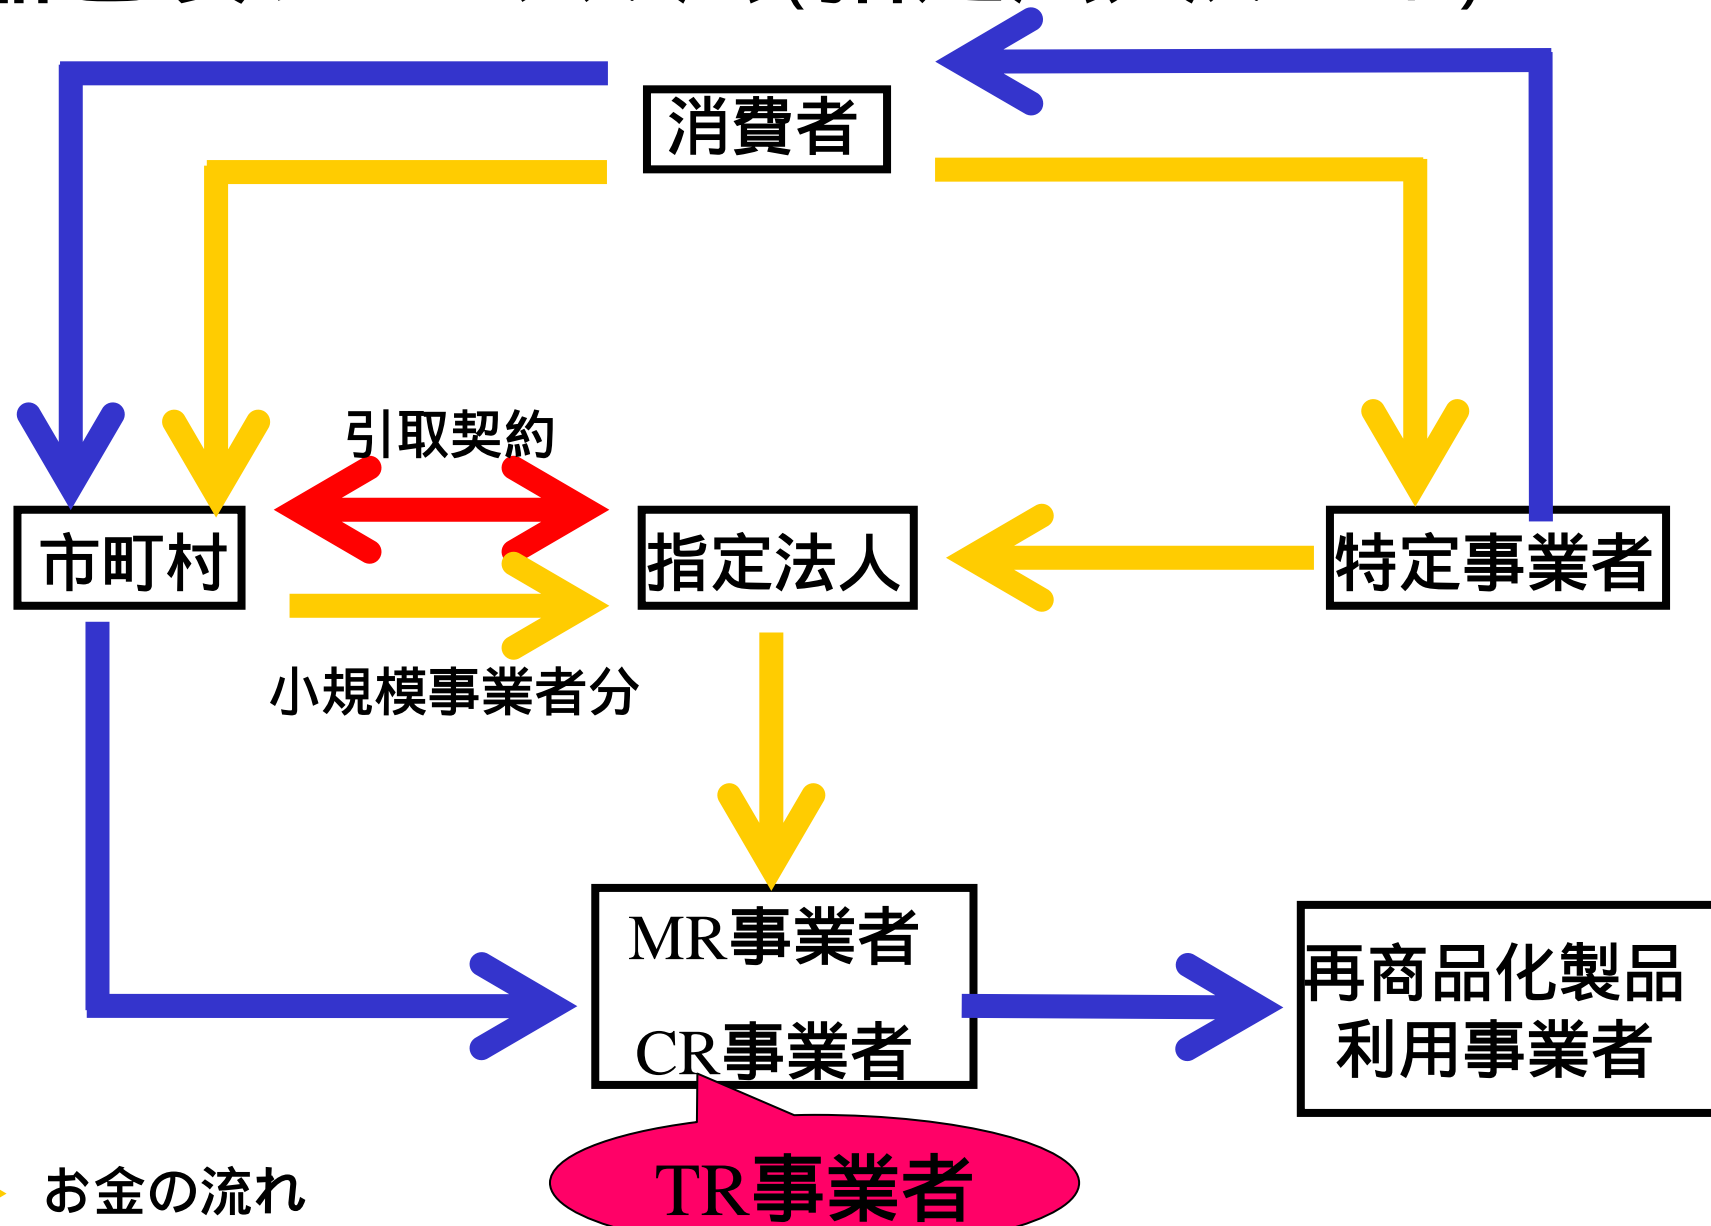 消費者
引取契約
市町村
指定法人
特定事業者
小規模事業者分
MR事業者
CR事業者
再商品化製品
利用事業者
TR事業者
お金の流れ